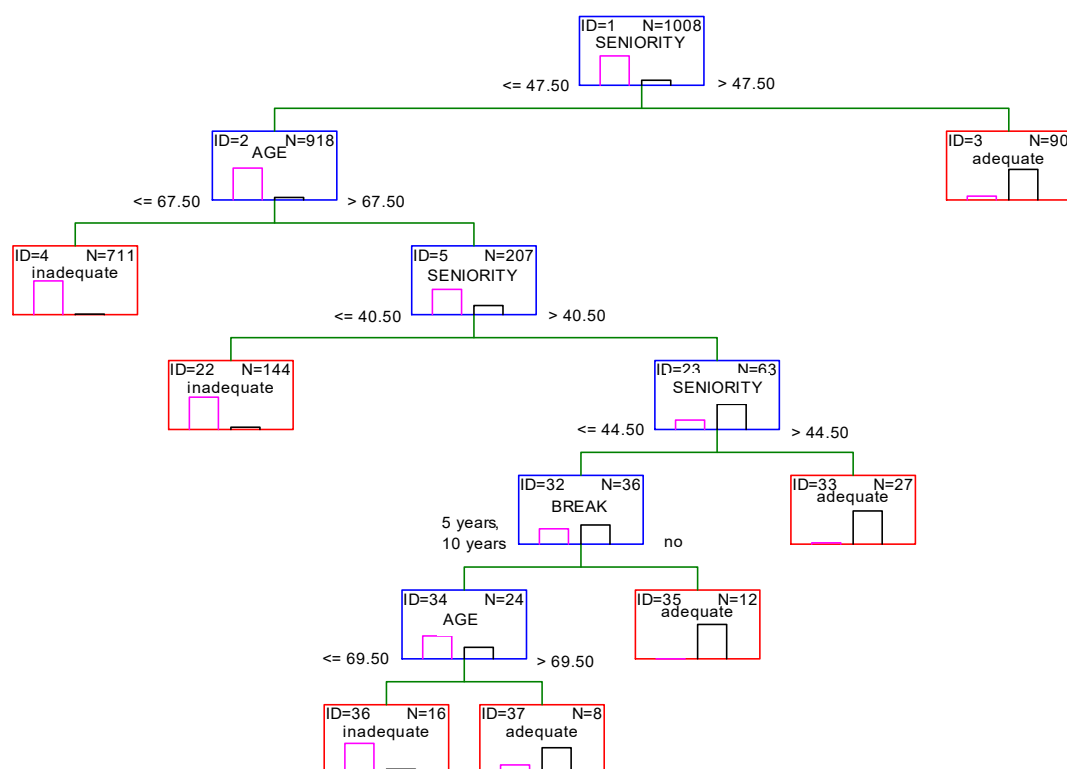 ID=1 N=1008
SENIORITY
<= 47.50 > 47.50
ID=2 N=918
AGE
ID=3 N=90
adequate
<= 67.50 > 67.50
ID=4 N=711
inadequate
ID=5 N=207
SENIORITY
<= 40.50 > 40.50
ID=22 N=144
inadequate
ID=23 N=63
SENIORITY
<= 44.50 > 44.50
ID=32 N=36
BREAK
ID=33 N=27
adequate
5 years,
10 years
no
ID=34 N=24
AGE
ID=35 N=12
adequate
<= 69.50 > 69.50
ID=36 N=16
inadequate
ID=37 N=8
adequate